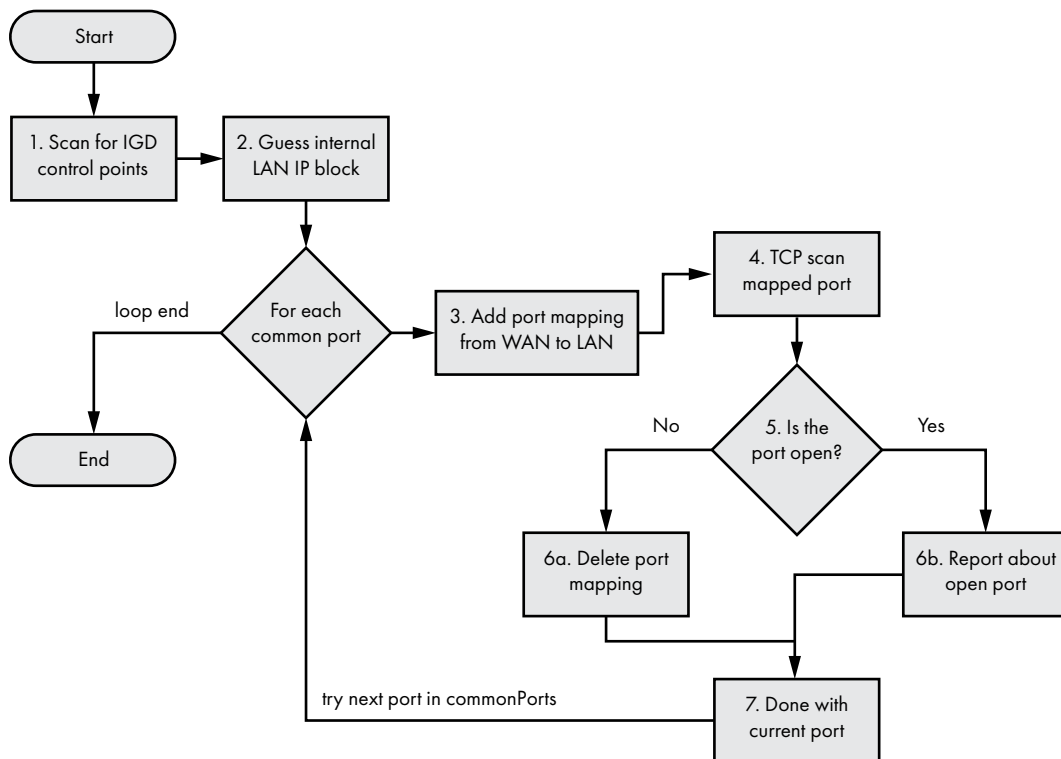 Start
1. Scan for IGD
control points
2. Guess internal
LAN IP block
For each
common port
loop end
End
3. Add port mapping
from WAN to LAN
4. TCP scan
mapped port
5. Is the
port open?
No
Yes
6a. Delete port
mapping
6b. Report about
open port
7. Done with
current port
try next port in commonPorts